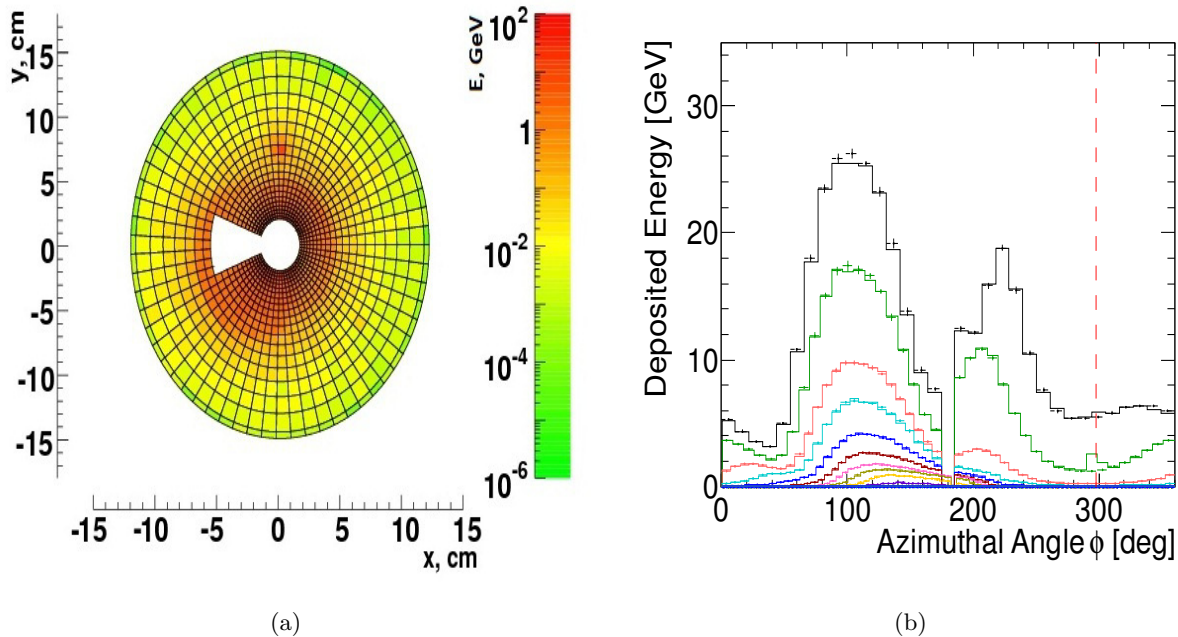 y, cm
15
10
5
0
-5
-10
-15
-15 -10 -5 0 5 10 15
x, cm
E, GeV
10^2
1
10^-2
10^-4
10^-6
(a)
Deposited Energy [GeV]
30
20
10
0
0 100 200 300
Azimuthal Angle ϕ [deg]
(b)